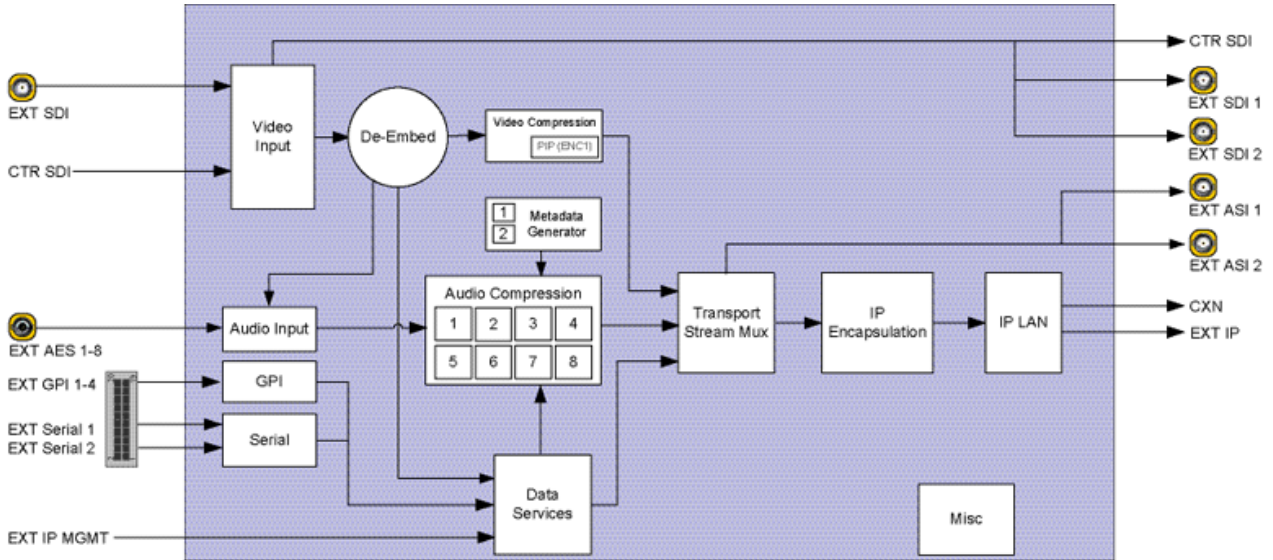 CTR SDI
EXT SDI
Video
Input
De-Embed
Video Compression
PIP (ENC1)
EXT SDI 1
EXT SDI 2
CTR SDI
EXT ASI 1
1
2
Metadata
Generator
EXT ASI 2
Audio Compression
1 2 3 4
5 6 7 8
Transport
Stream Mux
IP
Encapsulation
IP LAN
CXN
EXT IP
EXT AES 1-8
Audio Input
EXT GPI 1-4
GPI
EXT Serial 1
EXT Serial 2
Serial
Data
Services
Misc
EXT IP MGMT